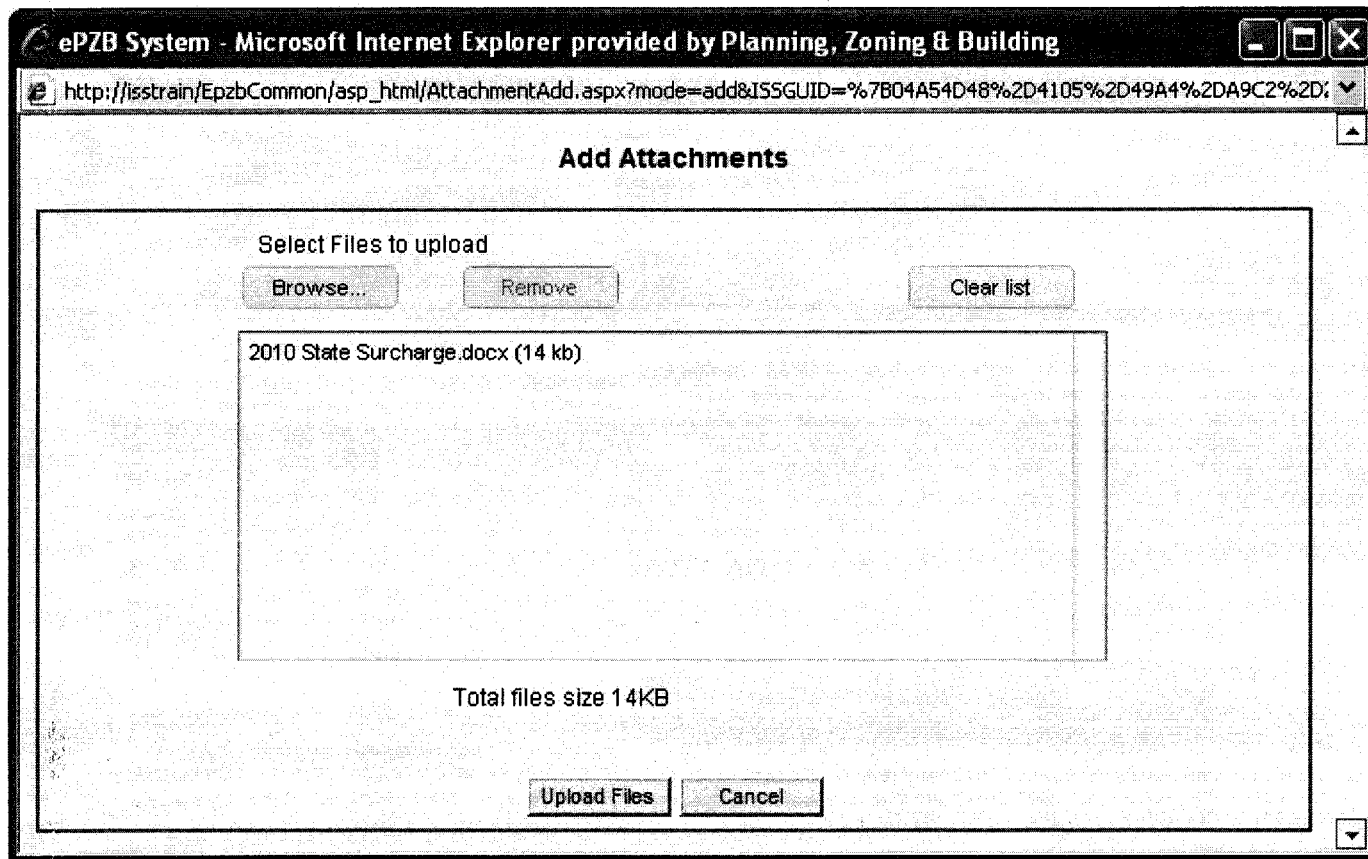 ePZB System - Microsoft Internet Explorer provided by Planning, Zoning & Building
http://isstrain/EpzbCommon/asp_html/AttachmentAdd.aspx?mode=add&ISSGUID=%7B04A54D48%2D4105%2D49A4%2DA9C2%2D
Add Attachments
Select Files to upload
Browse... Remove Clear list
2010 State Surcharge.docx (14 kb)
Total files size 14KB
Upload Files Cancel